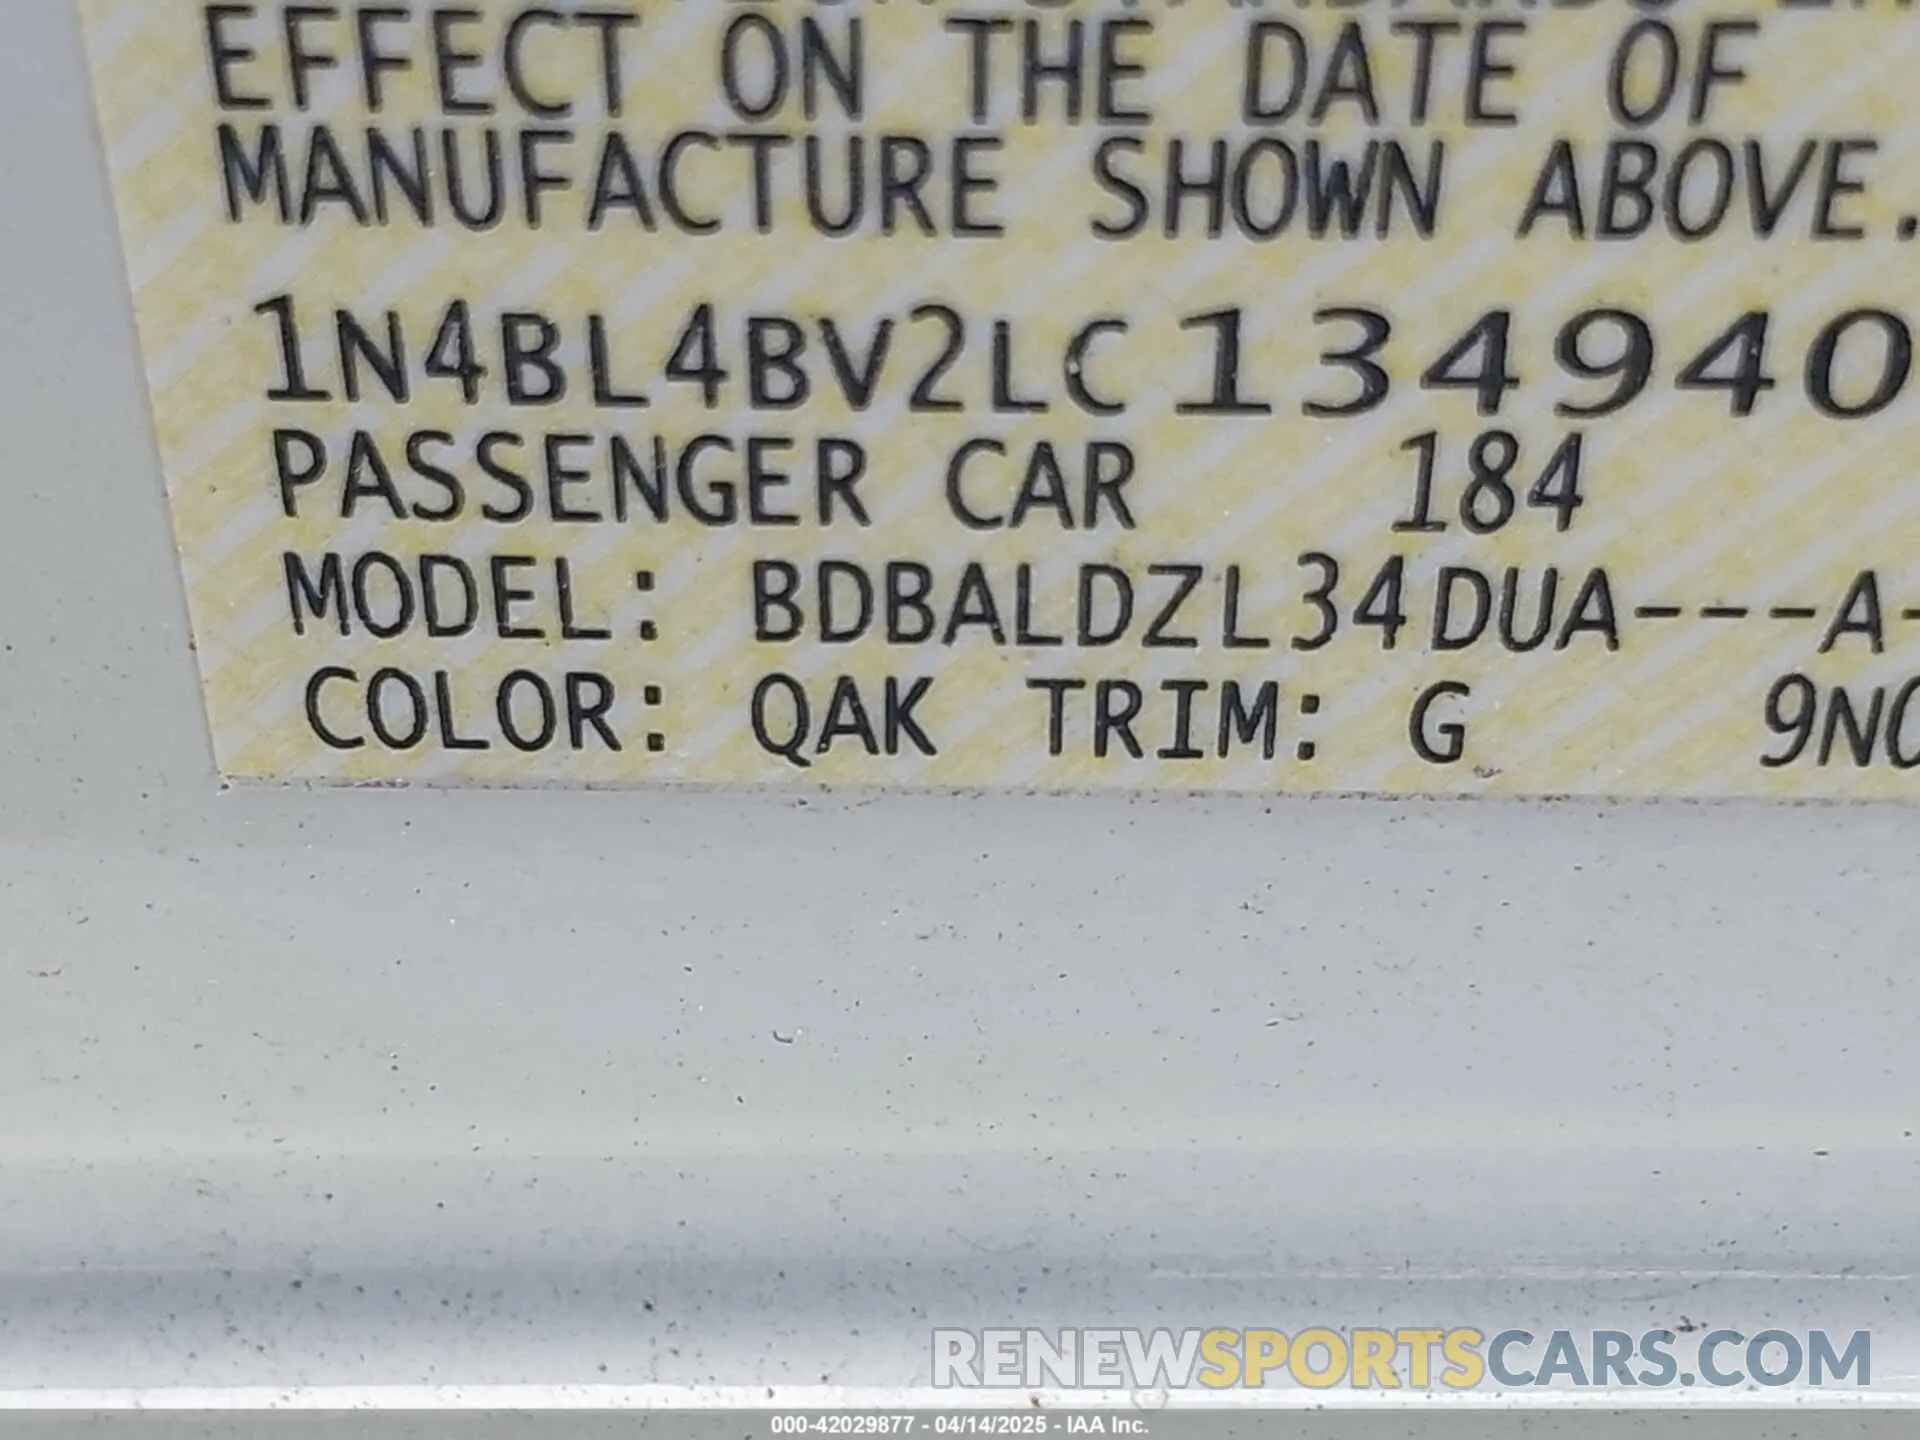 EFFECT ON THE DATE OF
MANUFACTURE SHOWN ABOVE.
1N4BL4BV2LC134940
PASSENGER CAR 184
MODEL: BDBALDZL34DUA---A-
COLOR: QAK TRIM: G 9N
RENEWSPORTSCARS.COM
000-42029877 - 04/14/2025 - IAA Inc.